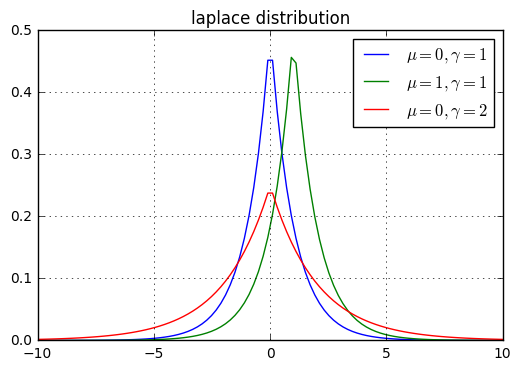 laplace distribution
0.5
0.4
0.3
0.2
0.1
0.0
−10
−5
0
5
10
μ = 0, γ = 1
μ = 1, γ = 1
μ = 0, γ = 2